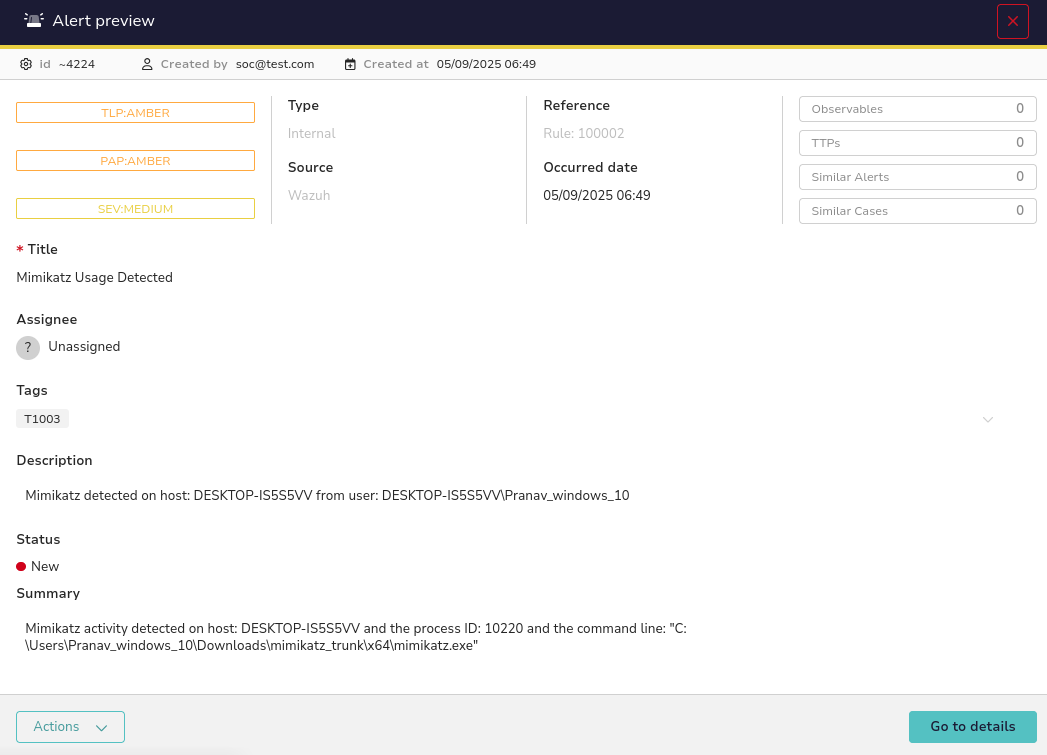 Alert preview
id ~4224 Created by soc@test.com Created at 05/09/2025 06:49
TLP:AMBER
PAP:AMBER
SEV:MEDIUM
Type
Internal
Source
Wazuh
Reference
Rule: 100002
Occurred date
05/09/2025 06:49
Observables 0
TTPs 0
Similar Alerts 0
Similar Cases 0
* Title
Mimikatz Usage Detected
Assignee
? Unassigned
Tags
T1003
Description
Mimikatz detected on host: DESKTOP-IS5S5VV from user: DESKTOP-IS5S5VV\Pranav_windows_10
Status
New
Summary
Mimikatz activity detected on host: DESKTOP-IS5S5VV and the process ID: 10220 and the command line: "C:
\Users\Pranav_windows_10\Downloads\mimikatz_trunk\x64\mimikatz.exe"
Actions
Go to details